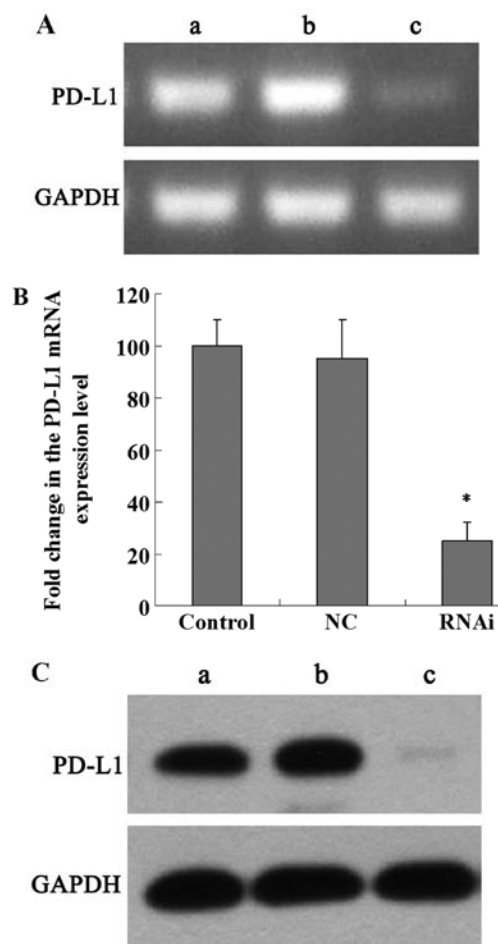 A
a b c
PD-L1
GAPDH
B
Fold change in the PD-L1 mRNA
expression level
120
100
80
60
40
20
0
*
Control NC RNAi
C
a b c
PD-L1
GAPDH